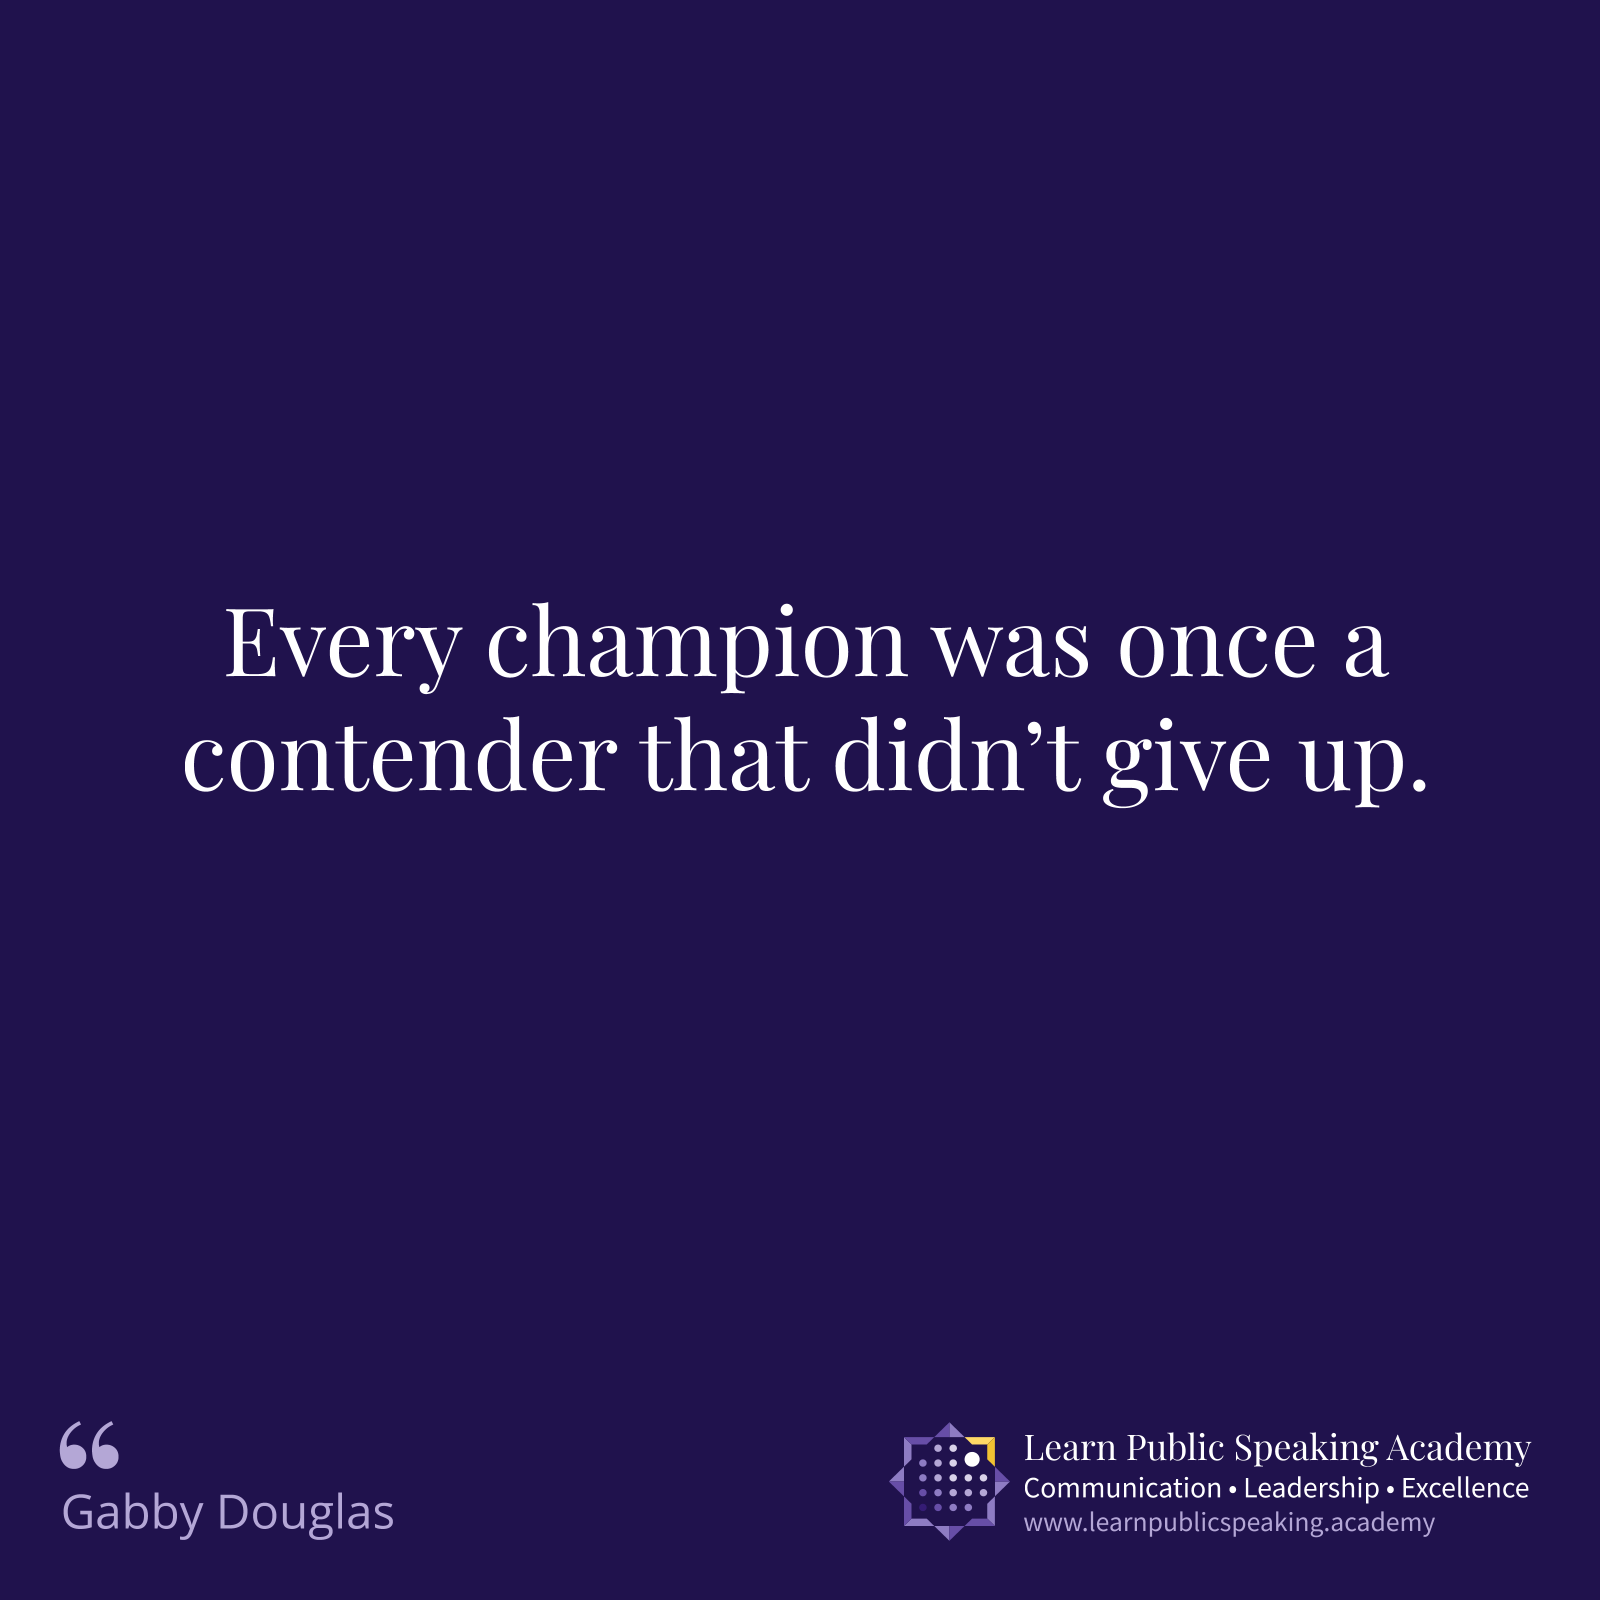 Every champion was once a
contender that didn’t give up.
“
Gabby Douglas
Learn Public Speaking Academy
Communication • Leadership • Excellence
www.learnpublicspeaking.academy